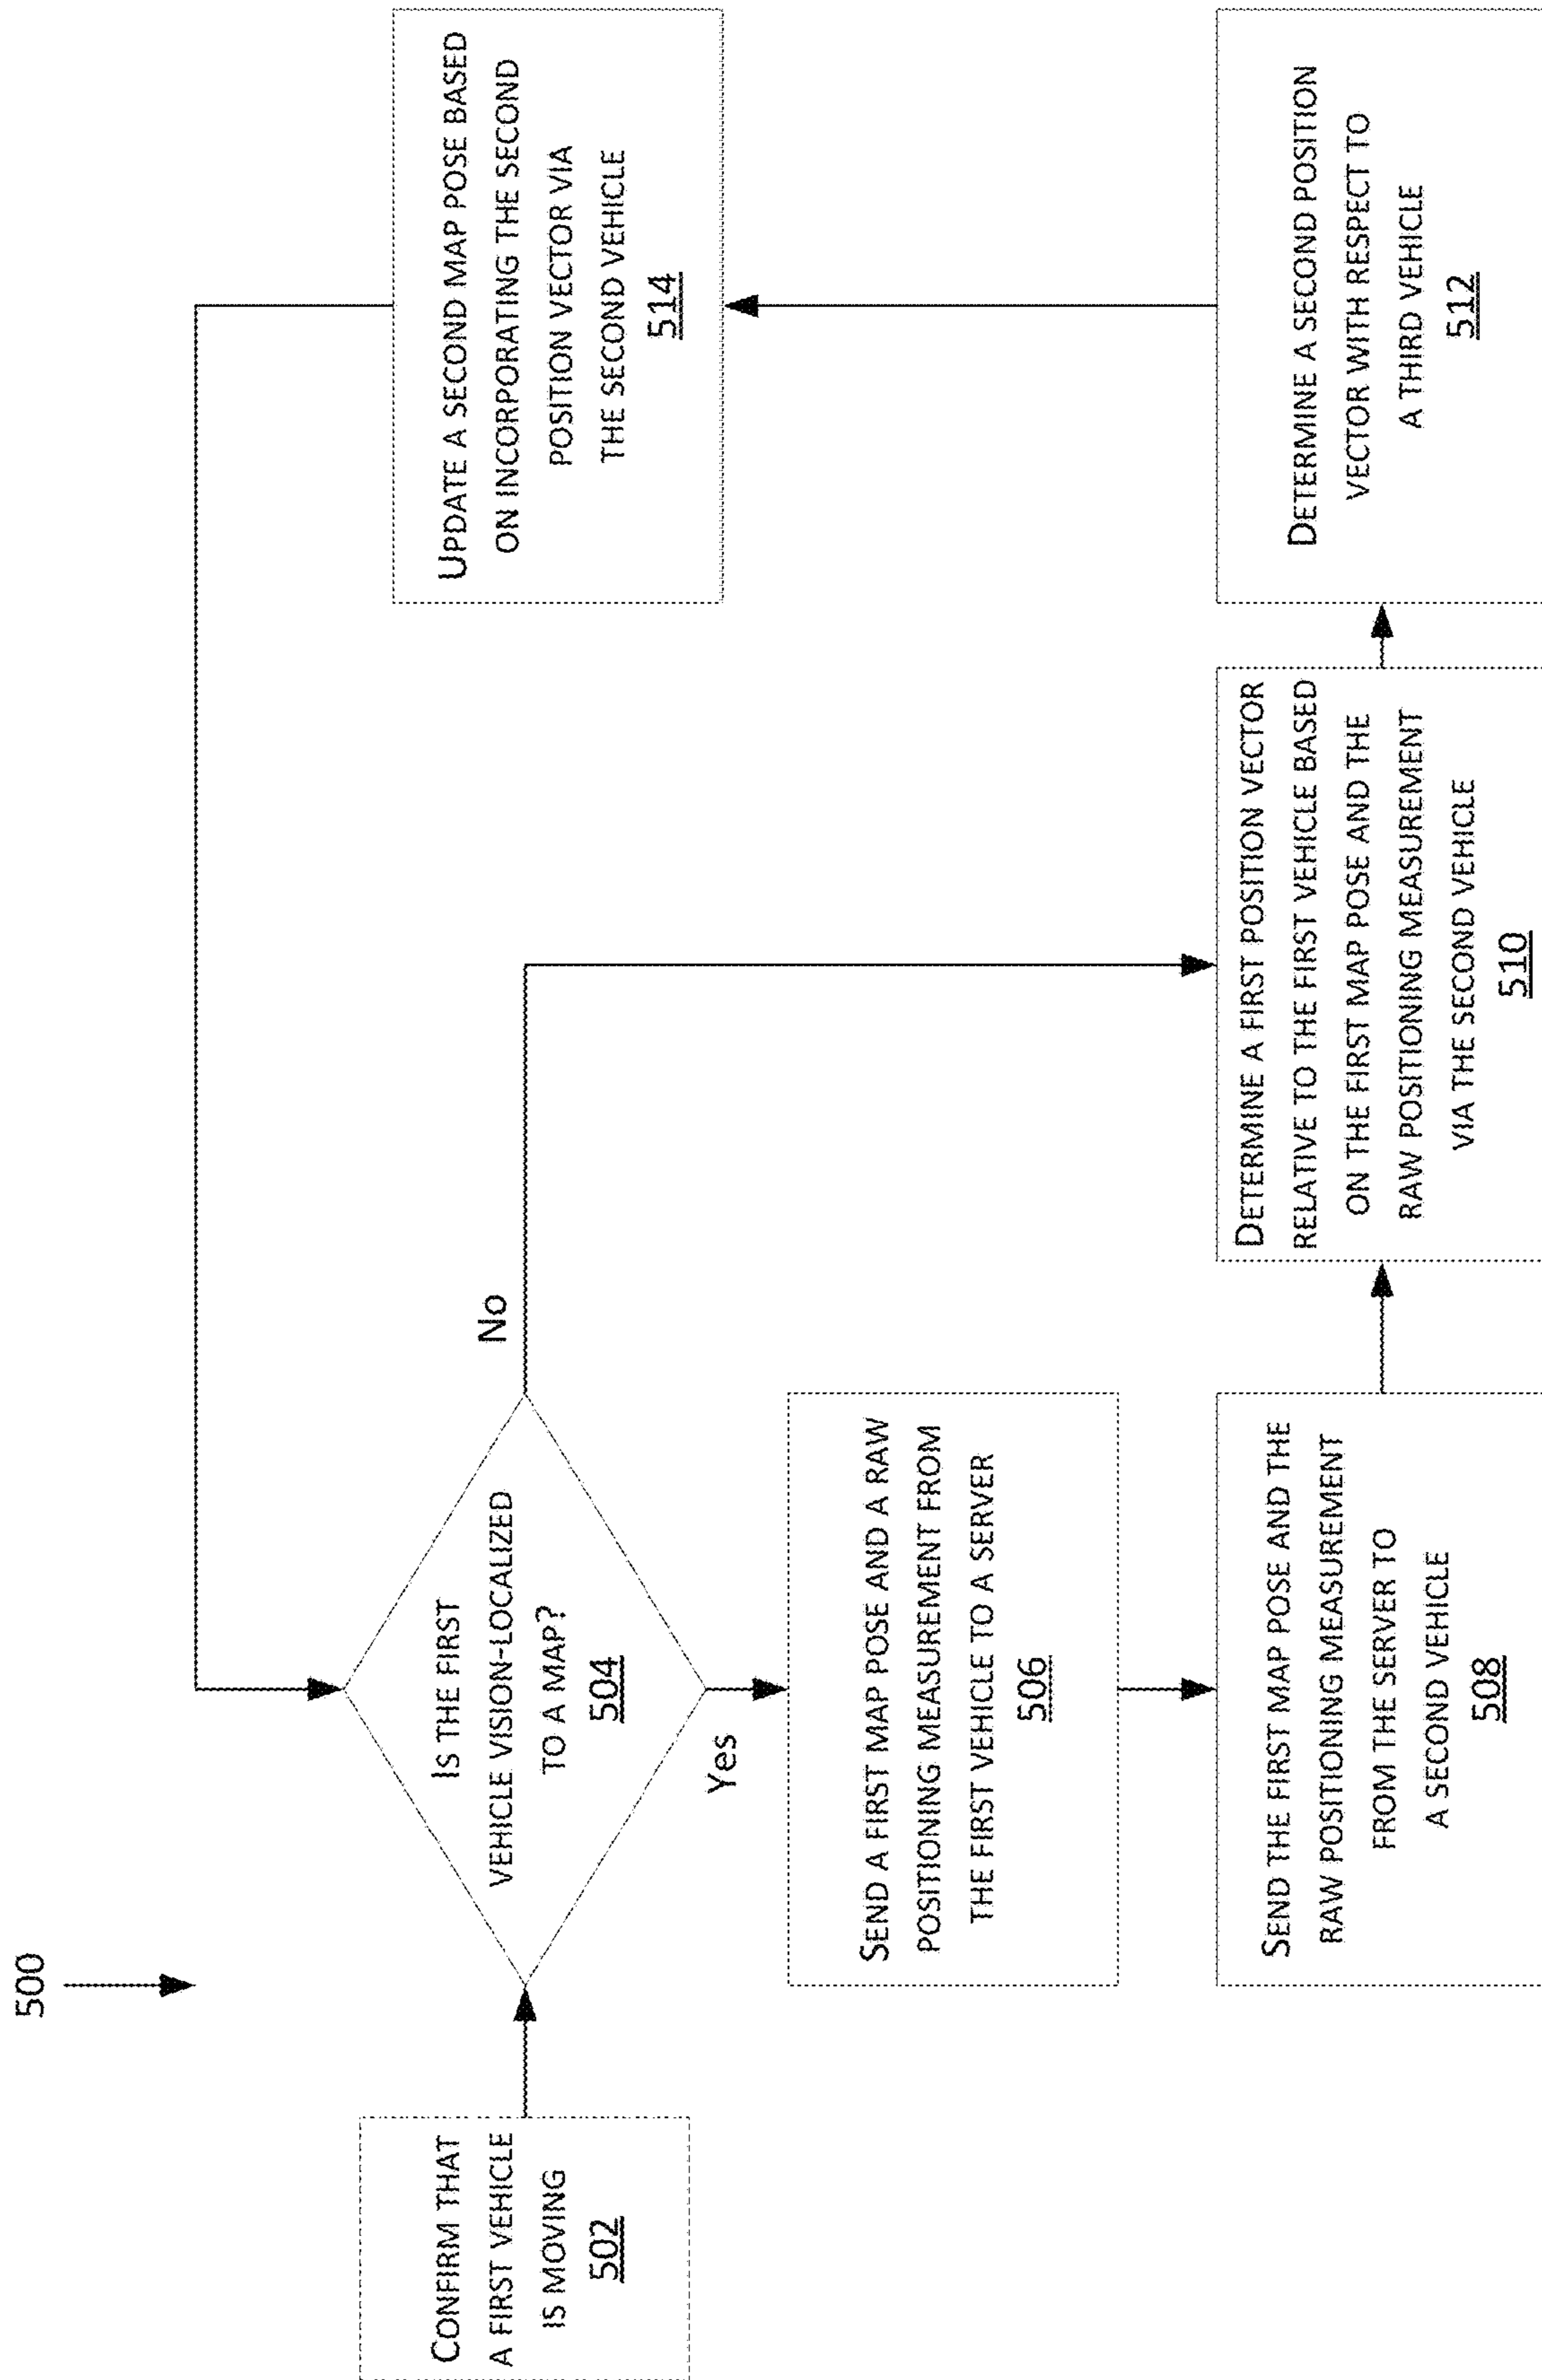 500
CONFIRM THAT
A FIRST VEHICLE
IS MOVING
502
IS THE FIRST
VEHICLE VISION-LOCALIZED
TO A MAP?
504
No
Yes
SEND A FIRST MAP POSE AND A RAW
POSITIONING MEASUREMENT FROM
THE FIRST VEHICLE TO A SERVER
506
SEND THE FIRST MAP POSE AND THE
RAW POSITIONING MEASUREMENT
FROM THE SERVER TO
A SECOND VEHICLE
508
DETERMINE A FIRST POSITION VECTOR
RELATIVE TO THE FIRST VEHICLE BASED
ON THE FIRST MAP POSE AND THE
RAW POSITIONING MEASUREMENT
VIA THE SECOND VEHICLE
510
DETERMINE A SECOND POSITION
VECTOR WITH RESPECT TO
A THIRD VEHICLE
512
UPDATE A SECOND MAP POSE BASED
ON INCORPORATING THE SECOND
POSITION VECTOR VIA
THE SECOND VEHICLE
514